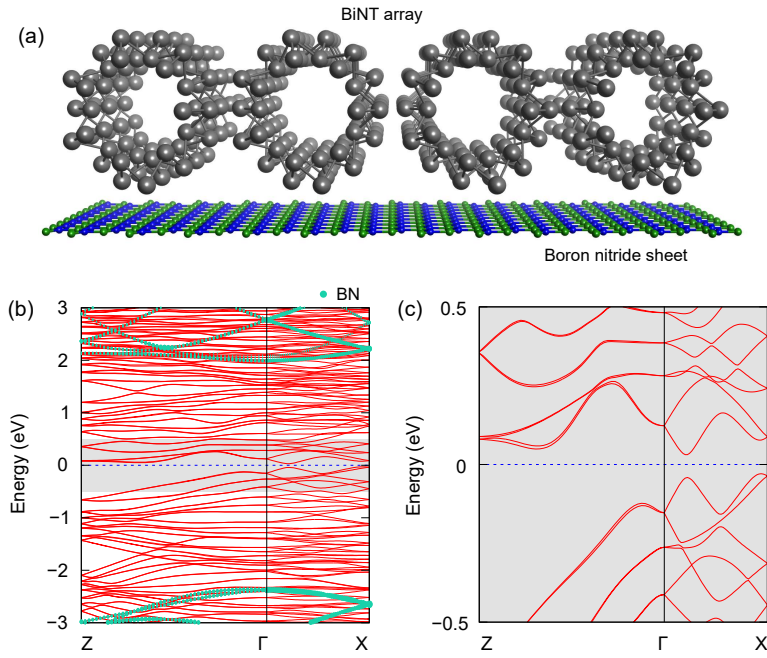 BiNT array
(a)
Boron nitride sheet
(b)
BN
Energy (eV)
3
2
1
0
−1
−2
−3
Z
Γ
X
(c)
Energy (eV)
0.5
0
−0.5
Z
Γ
X